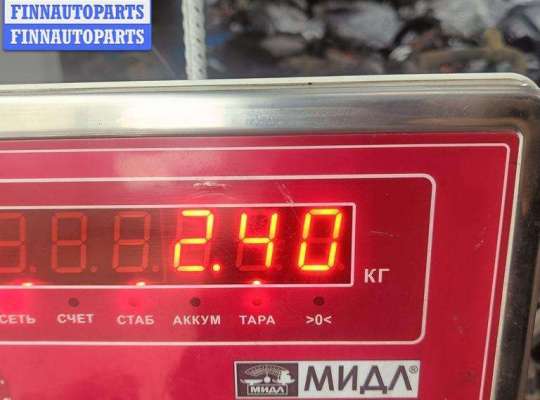 FINNAUTOPARTS
FINNAUTOPARTS
2.40
КГ
СЕТЬ СЧЕТ СТАБ АККУМ ТАРА >0<
МИДЛ МИДЛ®